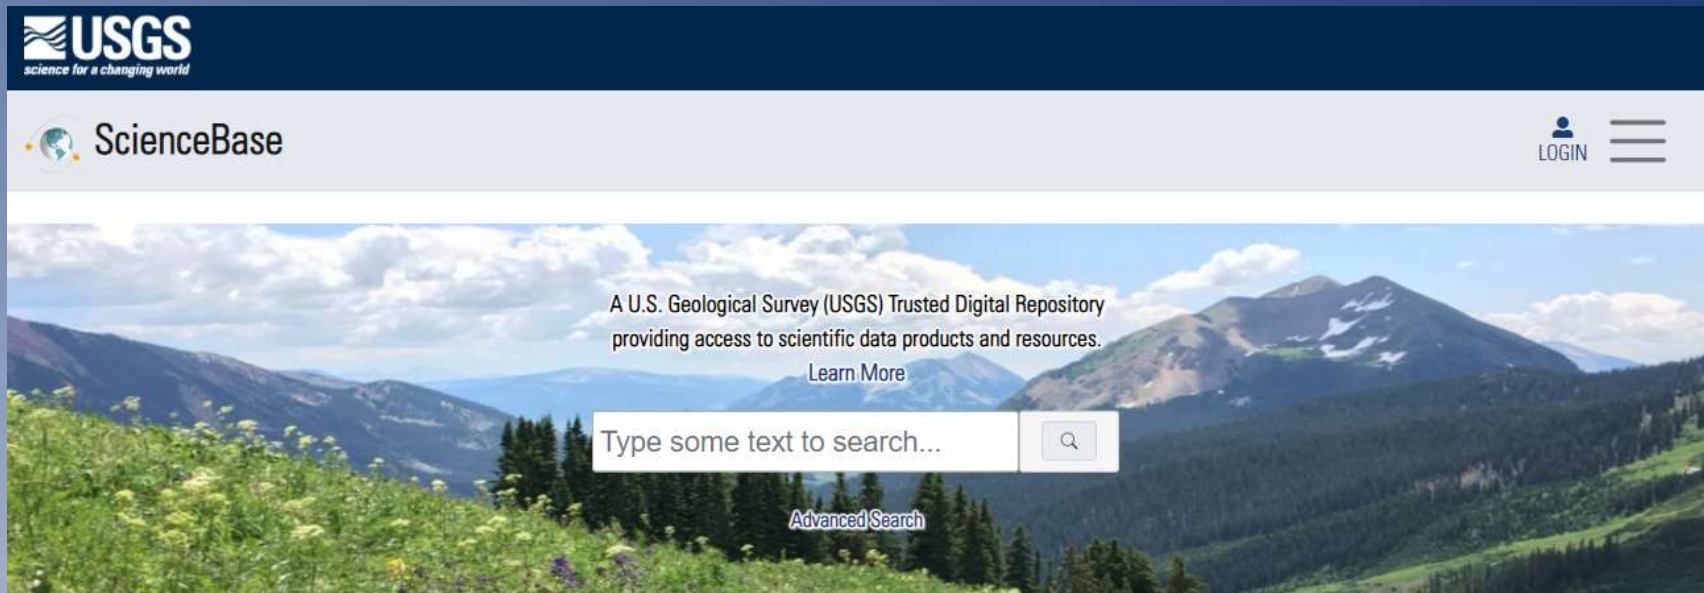 USGS
science for a changing world
ScienceBase
LOGIN
A U.S. Geological Survey (USGS) Trusted Digital Repository
providing access to scientific data products and resources.
Learn More
Type some text to search...
Advanced Search